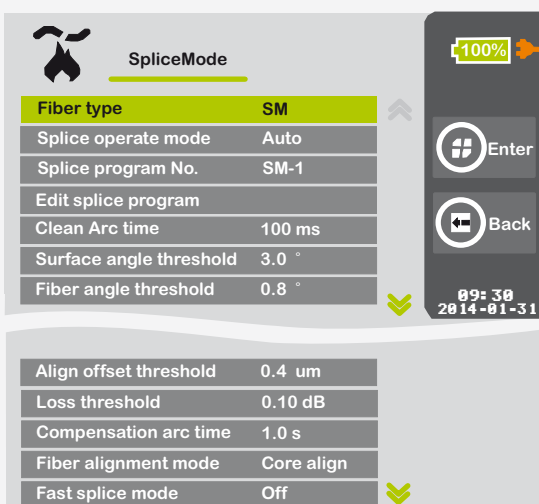 SpliceMode
100%
Fiber type SM
Splice operate mode Auto
Splice program No. SM-1
Edit splice program
Clean Arc time 100 ms
Surface angle threshold 3.0 °
Fiber angle threshold 0.8 °
Enter
Back
09:30
2014-01-31
Align offset threshold 0.4 um
Loss threshold 0.10 dB
Compensation arc time 1.0 s
Fiber alignment mode Core align
Fast splice mode Off